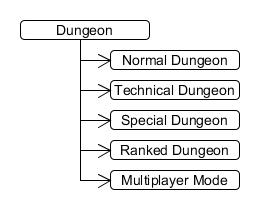 Dungeon
Normal Dungeon
Technical Dungeon
Special Dungeon
Ranked Dungeon
Multiplayer Mode